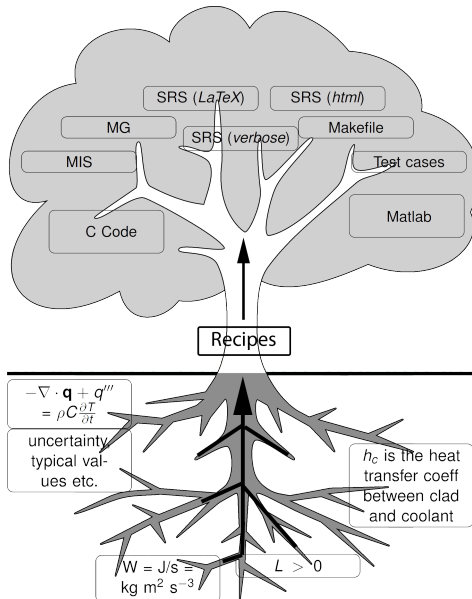 SRS (LaTeX)
SRS (html)
MG
SRS (verbose)
Makefile
MIS
Test cases
C Code
Matlab
Recipes
−∇ · q + q′′′
= ρC ∂T/∂t
uncertainty,
typical val-
ues etc.
h_c is the heat
transfer coeff
between clad
and coolant
W = J/s =
kg m² s⁻³
L > 0